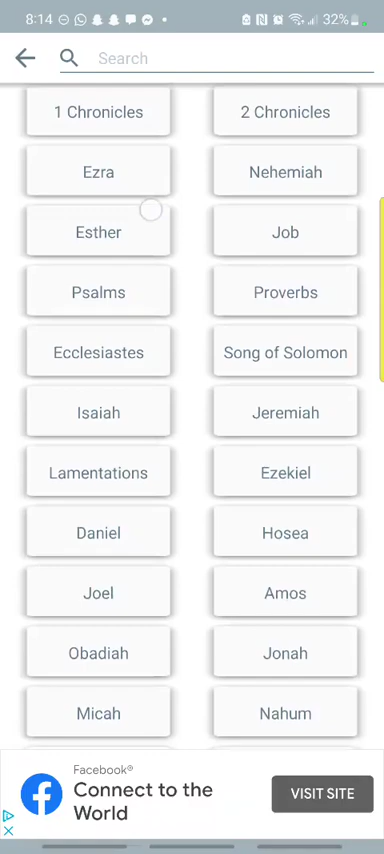 8:14
32%
Search
1 Chronicles
2 Chronicles
Ezra
Nehemiah
Esther
Job
Psalms
Proverbs
Ecclesiastes
Song of Solomon
Isaiah
Jeremiah
Lamentations
Ezekiel
Daniel
Hosea
Joel
Amos
Obadiah
Jonah
Micah
Nahum
Facebook®
Connect to the
World
VISIT SITE